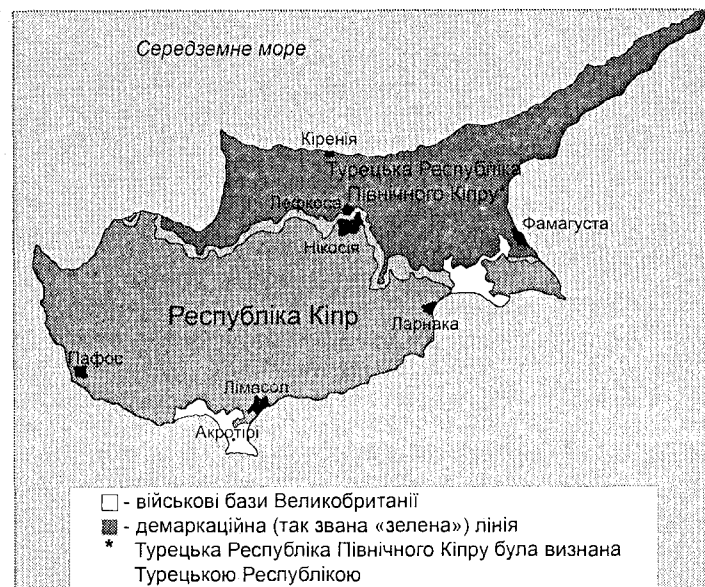 Середземне море
Кіренія
Турецька Республіка
Північного Кіпру*
Лефкоса
Нікосія
Фамагуста
Республіка Кіпр
Ларнака
Пафос
Лімасол
Акротірі
- військові бази Великобританії
- демаркаційна (так звана «зелена») лінія
* Турецька Республіка Північного Кіпру була визнана
Турецькою Республікою